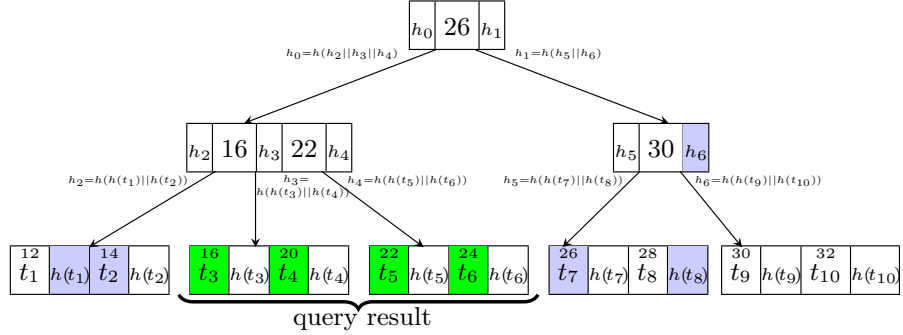 h0 26 h1
h0=h(h2||h3||h4) h1=h(h5||h6)
h2 16 h3 22 h4 h5 30 h6
h2=h(h(t1)||h(t2)) h3= h4=h(h(t5)||h(t6)) h5=h(h(t7)||h(t8)) h6=h(h(t9)||h(t10))
h(h(t3)||h(t4))
12 14 16 20 22 24 26 28 30 32
t1 h(t1) t2 h(t2) t3 h(t3) t4 h(t4) t5 h(t5) t6 h(t6) t7 h(t7) t8 h(t8) t9 h(t9) t10 h(t10)
query result